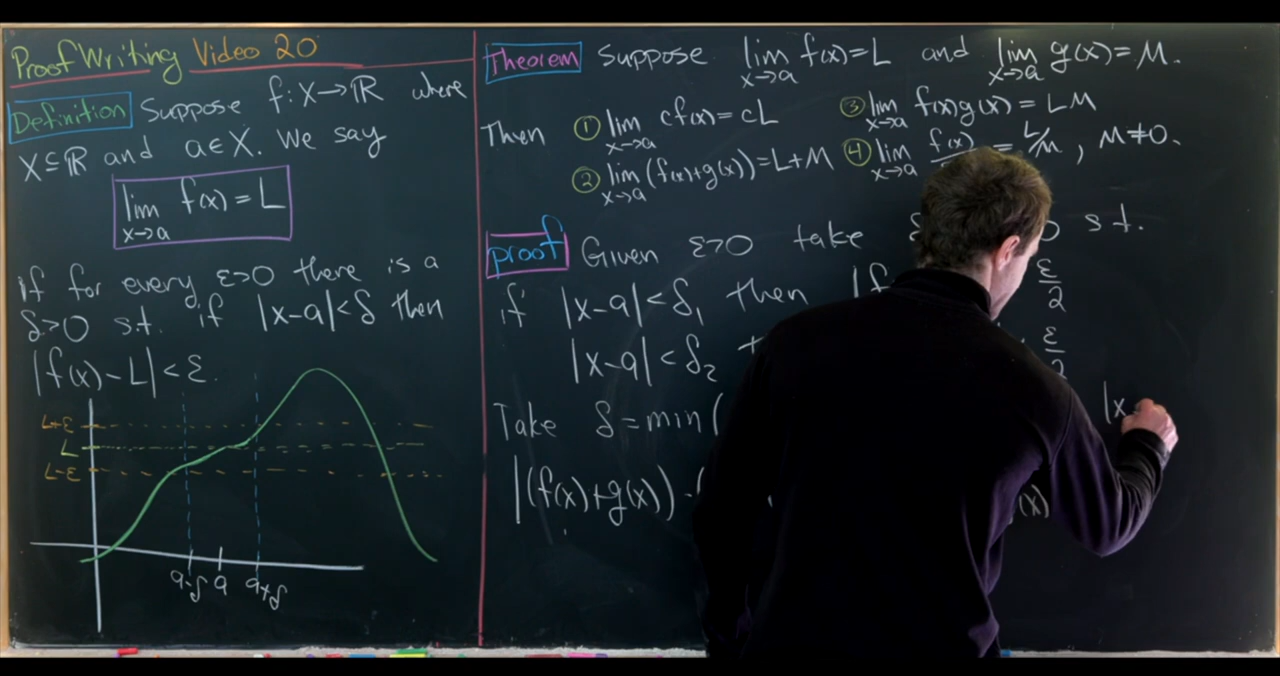 Proof Writing Video 20
Definition Suppose f: X→ℝ where
X⊆ℝ and a∈X. We say
lim f(x) = L
x→a
if for every ε>0 there is a
δ>0 s.t. if |x-a|<δ then
|f(x)-L|<ε.
L+ε
L
L-ε
a-δ a a+δ
Theorem Suppose lim f(x)=L and lim g(x)=M.
x→a x→a
Then ① lim cf(x)=cL
x→a
② lim (f(x)+g(x))=L+M
x→a
③ lim f(x)g(x)=LM
x→a
④ lim f(x) = L/M, M≠0.
x→a
proof Given ε>0 take 0 s.t.
if |x-a|<δ₁ then |f ε/2
|x-a|<δ₂ ε/2
Take δ=min( |x-
|(f(x)+g(x))-( (x)